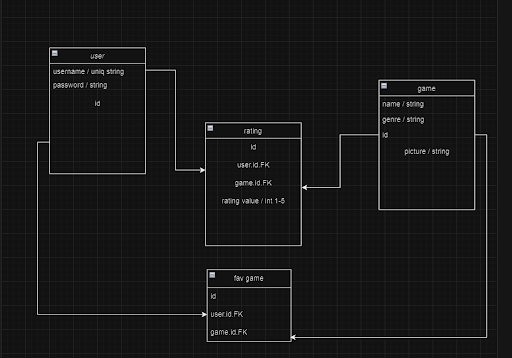 user
username / uniq string
password / string
id
rating
id
user.id.FK
game.id.FK
rating value / int 1-5
game
name / string
genre / string
id
picture / string
fav game
id
user.id.FK
game.id.FK